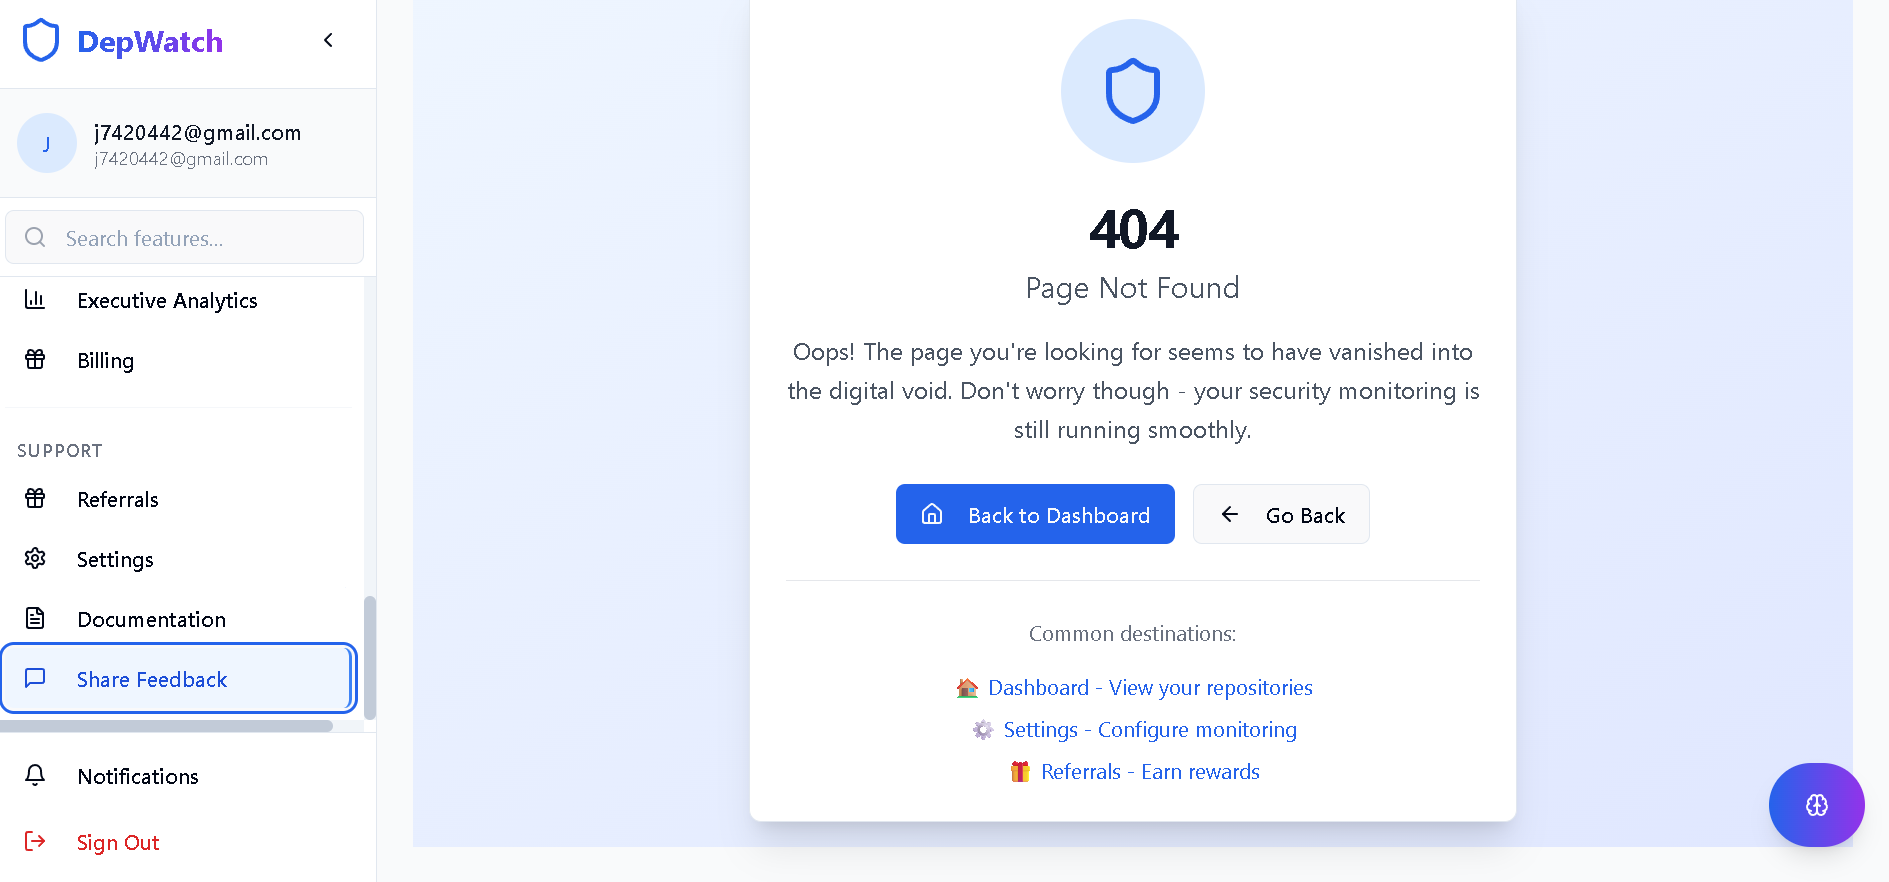 DepWatch
J
j7420442@gmail.com
j7420442@gmail.com
Search features...
Executive Analytics
Billing
SUPPORT
Referrals
Settings
Documentation
Share Feedback
Notifications
Sign Out
404
Page Not Found
Oops! The page you're looking for seems to have vanished into
the digital void. Don't worry though - your security monitoring is
still running smoothly.
Back to Dashboard
Go Back
Common destinations:
Dashboard - View your repositories
Settings - Configure monitoring
Referrals - Earn rewards